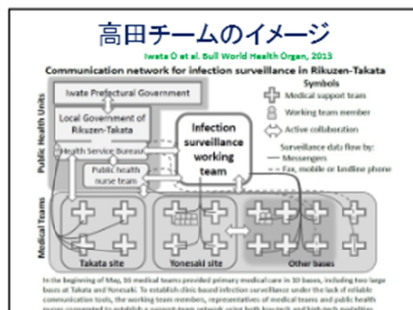 高田チームのイメージ
Iwata O et al. Bull World Health Organ, 2013
Communication network for infection surveillance in Rikuzen-Takata
Iwate Prefectural Government
Local Government of
Rikuzen-Takata
Health Service Bureau
Public health
nurse team
Public Health Units
Infection
surveillance
working
team
Symbols
Medical support team
Working team member
Active collaboration
Surveillance data flow by:
Messengers
Fax, mobile or landline phone
Medical Teams
Takata site
Yonesaki site
Other bases
In the beginning of May, 16 medical teams provided primary medical care in 10 bases, including two large
bases at Takata and Yonesaki. To establish clinic based infection surveillance under the lack of reliable
communication tools, the working team members, representatives of medical teams and public health